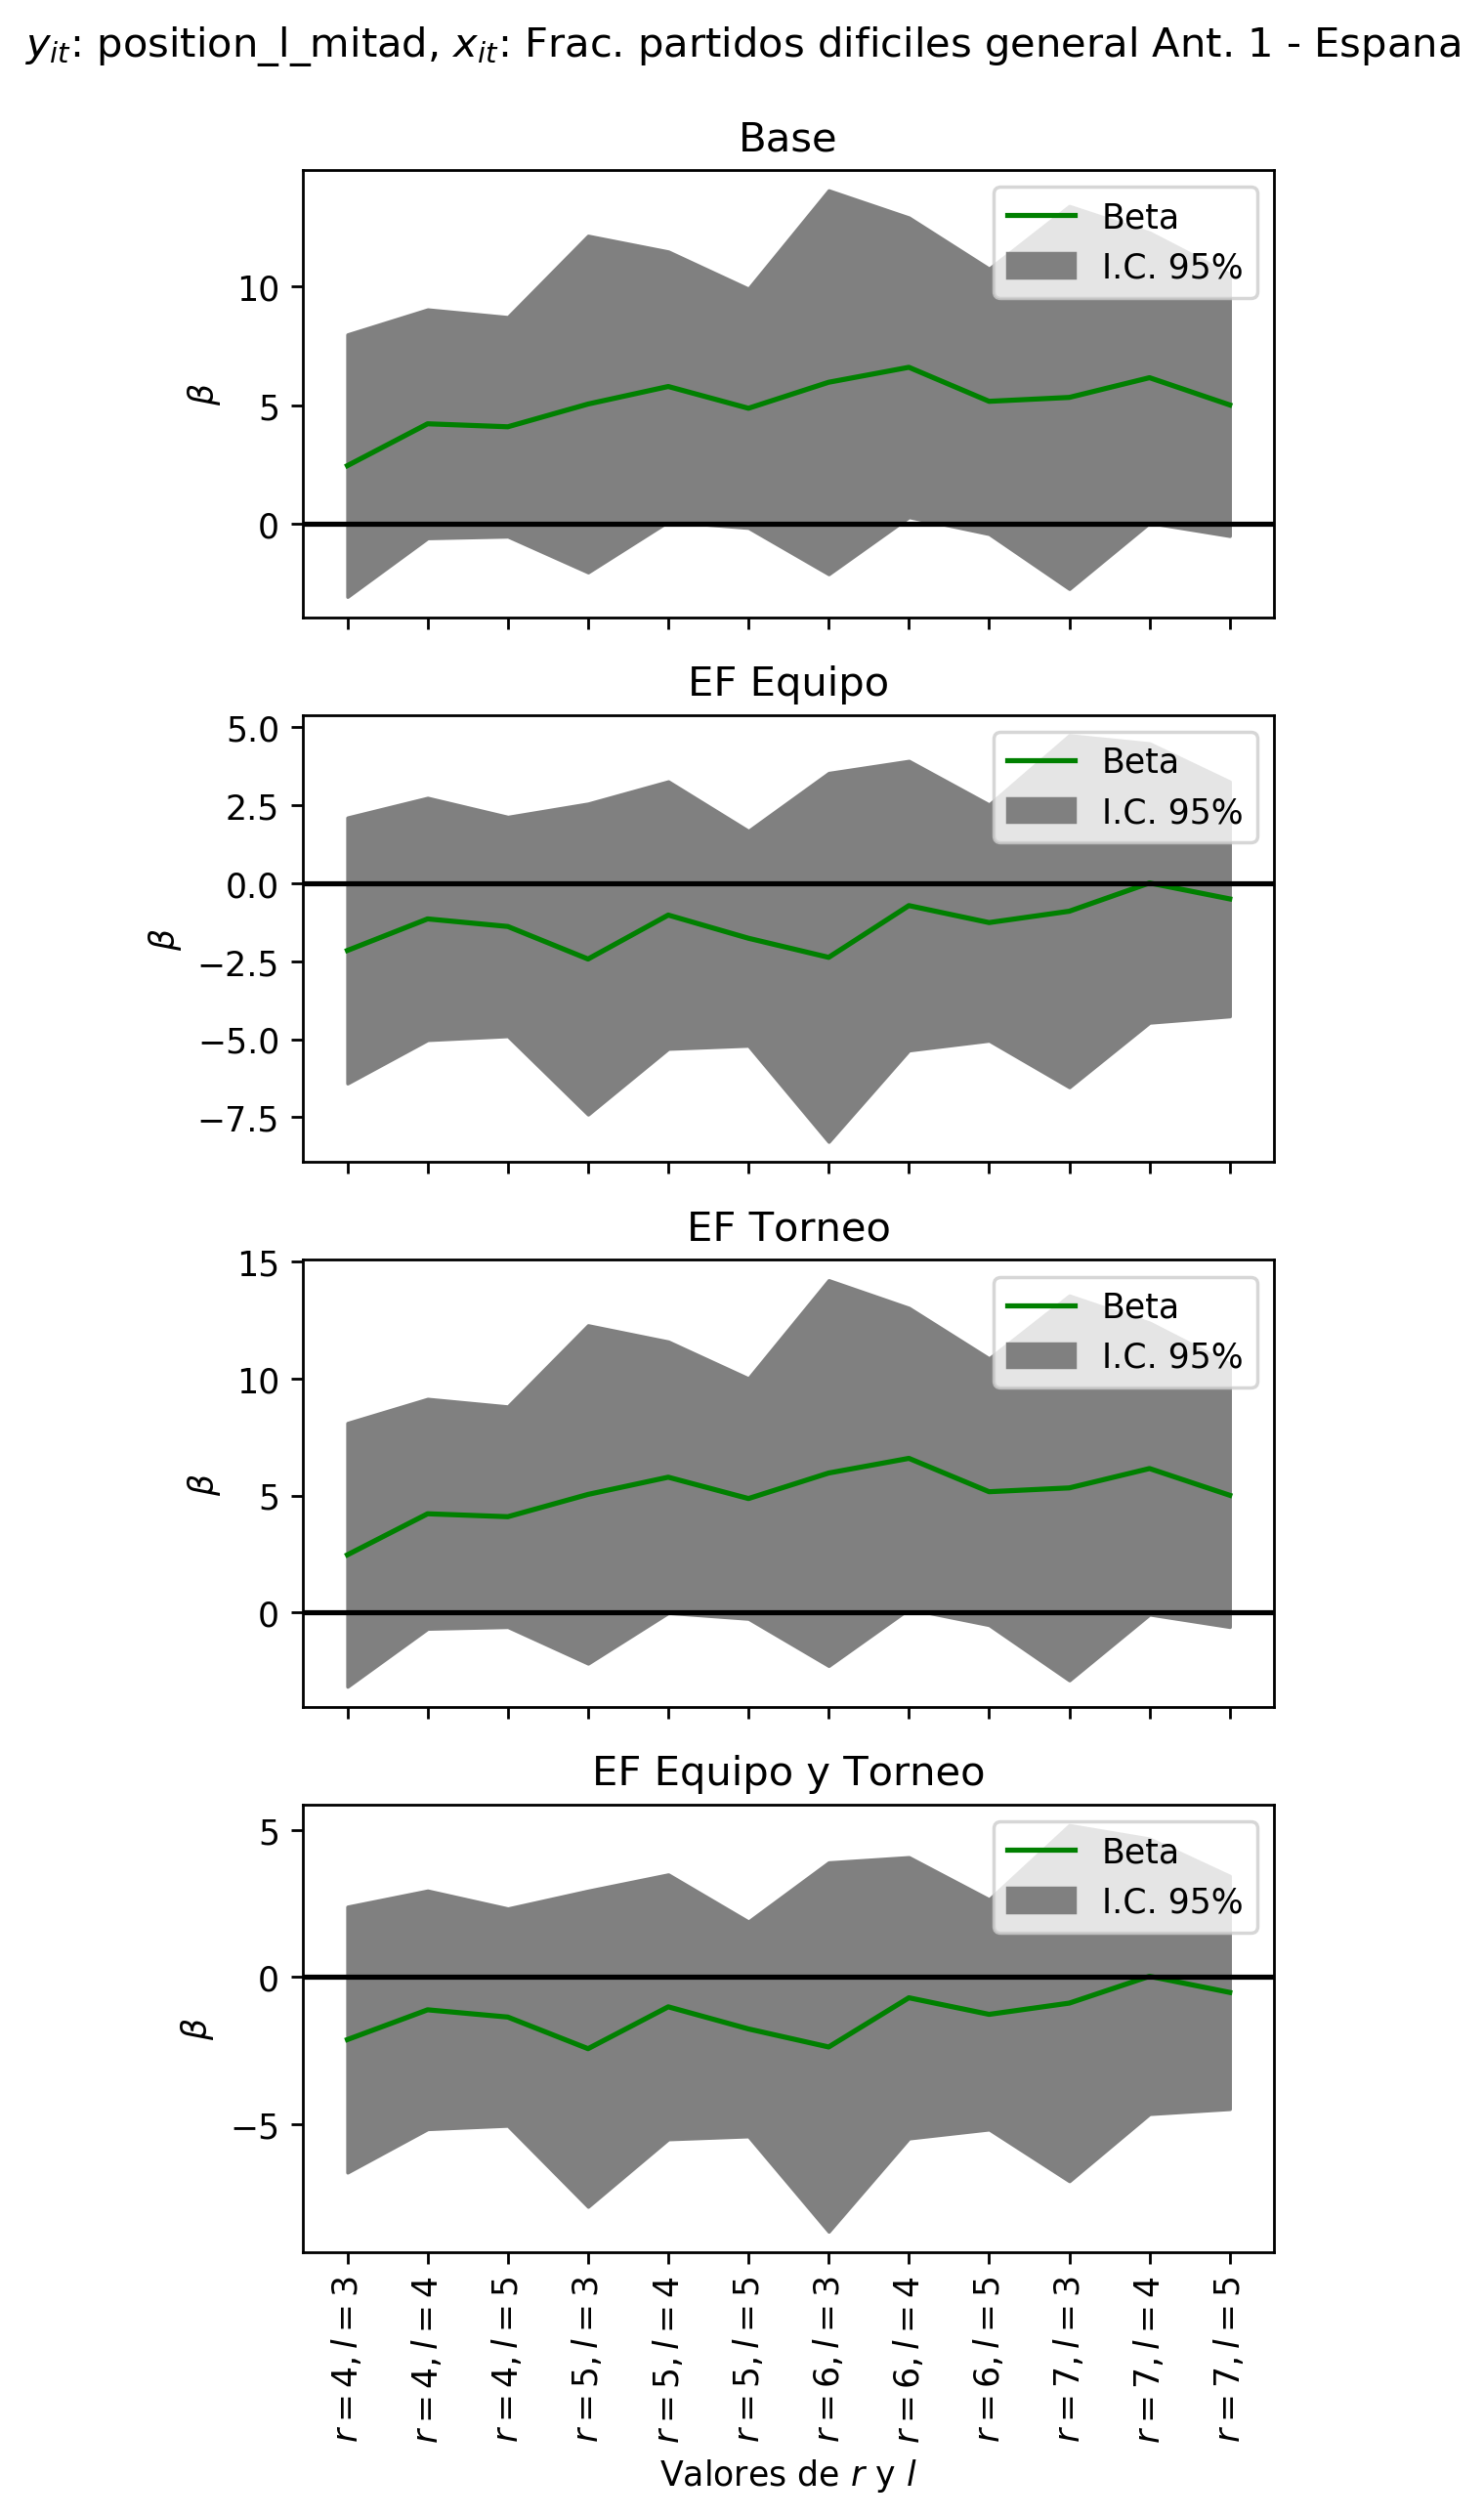 y_it: position_l_mitad, x_it: Frac. partidos dificiles general Ant. 1 - Espana
Base
Beta
I.C. 95%
10
5
0
β
EF Equipo
Beta
I.C. 95%
5.0
2.5
0.0
−2.5
−5.0
−7.5
β
EF Torneo
Beta
I.C. 95%
15
10
5
0
β
EF Equipo y Torneo
Beta
I.C. 95%
5
0
−5
β
r = 4, l = 3
r = 4, l = 4
r = 4, l = 5
r = 5, l = 3
r = 5, l = 4
r = 5, l = 5
r = 6, l = 3
r = 6, l = 4
r = 6, l = 5
r = 7, l = 3
r = 7, l = 4
r = 7, l = 5
Valores de r y l